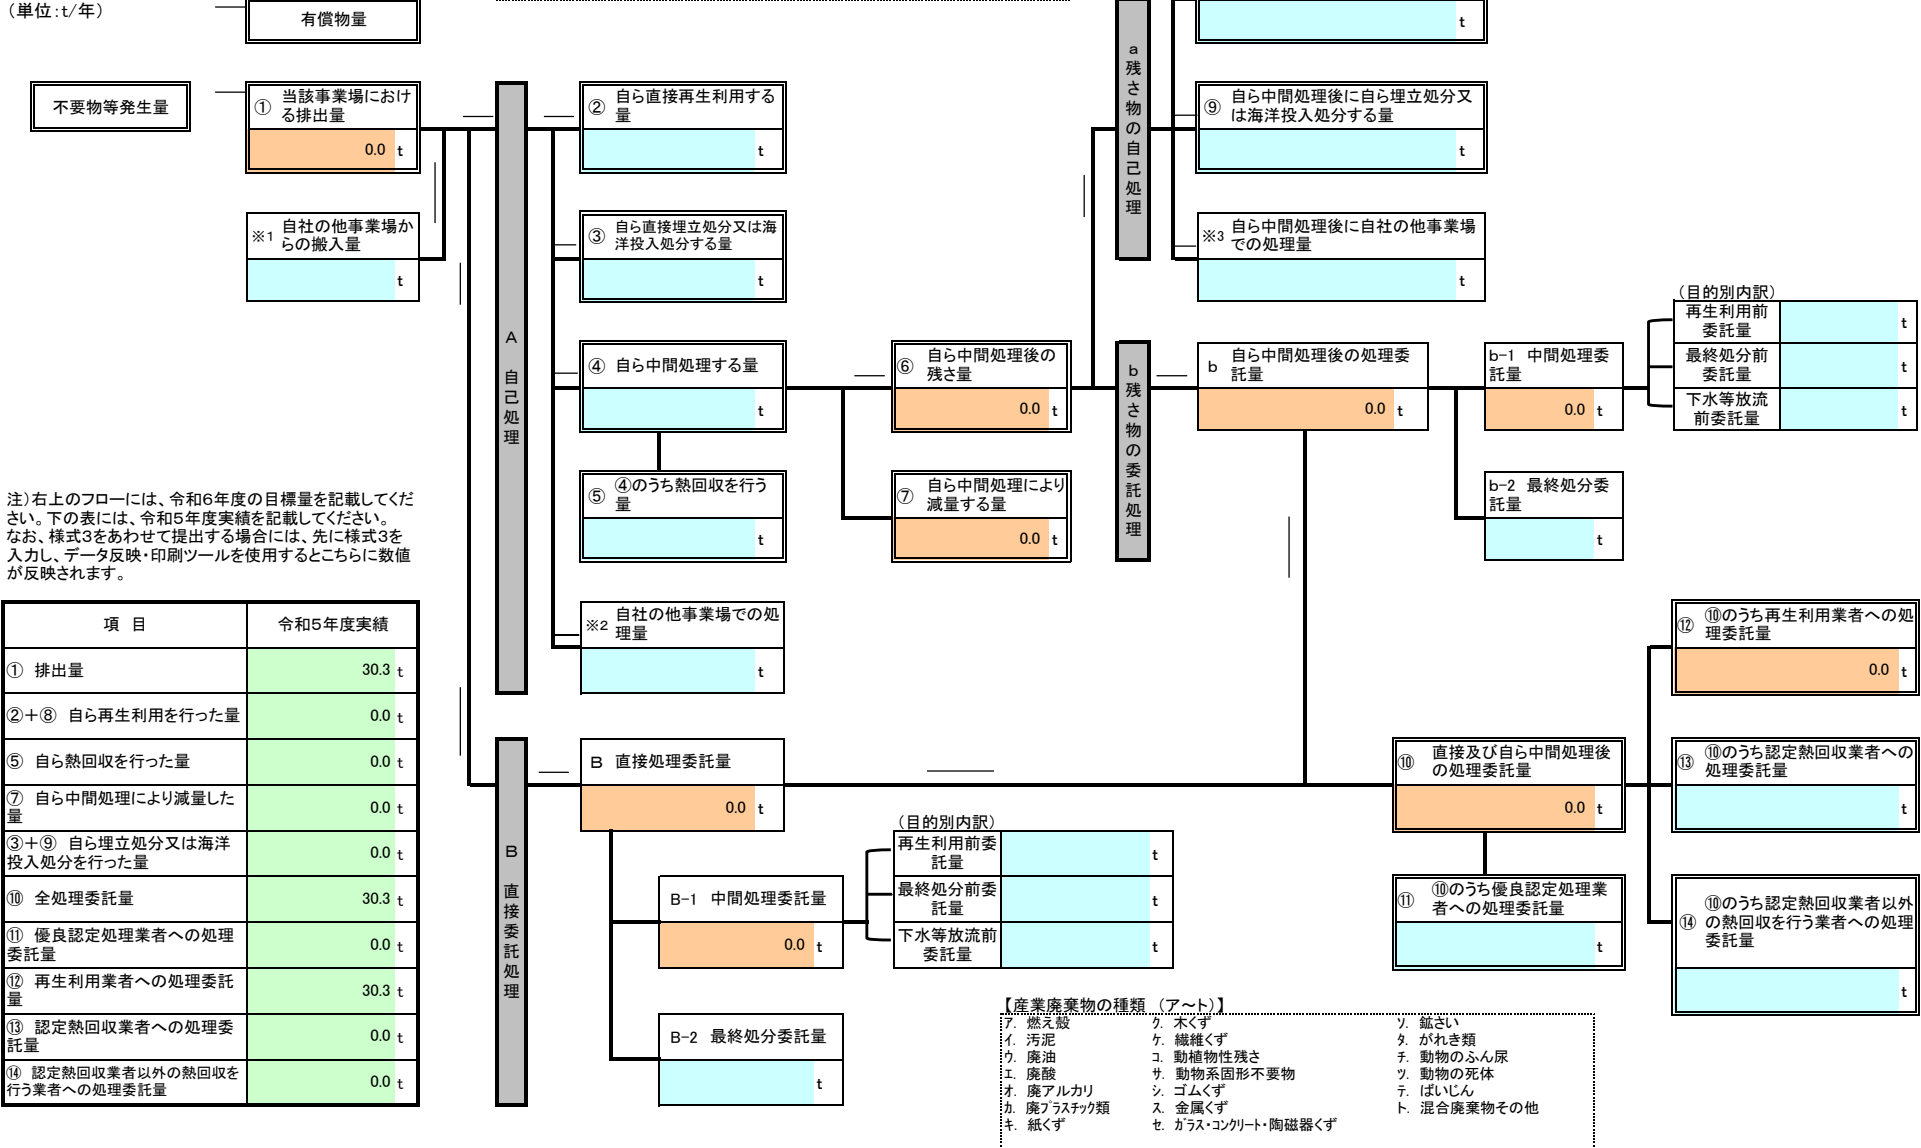 （単位：t/年）
有償物量
t
不要物等発生量
① 当該事業場におけ
る排出量
0.0 t
※1 自社の他事業場か
らの搬入量
t
A 自己処理
② 自ら直接再生利用する
量
t
③ 自ら直接埋立処分又は海
洋投入処分する量
t
④ 自ら中間処理する量
t
⑤ ④のうち熱回収を行う
量
t
※2 自社の他事業場での処
理量
t
⑥ 自ら中間処理後の
残さ量
0.0 t
⑦ 自ら中間処理により
減量する量
0.0 t
a残さ物の自己処理
⑨ 自ら中間処理後に自ら埋立処分又
は海洋投入処分する量
t
※3 自ら中間処理後に自社の他事業場
での処理量
t
b残さ物の委託処理
b 自ら中間処理後の処理委
託量
0.0 t
b-1 中間処理委
託量
0.0 t
b-2 最終処分委
託量
t
（目的別内訳）
再生利用前
委託量
t
最終処分前
委託量
t
下水等放流
前委託量
t
注）右上のフローには、令和6年度の目標量を記載してくだ
さい。下の表には、令和5年度実績を記載してください。
なお、様式3をあわせて提出する場合には、先に様式3を
入力し、データ反映・印刷ツールを使用するとこちらに数値
が反映されます。
項 目 令和5年度実績
① 排出量 30.3 t
②＋⑧ 自ら再生利用を行った量 0.0 t
⑤ 自ら熱回収を行った量 0.0 t
⑦ 自ら中間処理により減量した
量 0.0 t
③＋⑨ 自ら埋立処分又は海洋
投入処分を行った量 0.0 t
⑩ 全処理委託量 30.3 t
⑪ 優良認定処理業者への処理
委託量 0.0 t
⑫ 再生利用業者への処理委託
量 30.3 t
⑬ 認定熱回収業者への処理委
託量 0.0 t
⑭ 認定熱回収業者以外の熱回収を
行う業者への処理委託量 0.0 t
B 直接委託処理
B 直接処理委託量
0.0 t
B-1 中間処理委託量
0.0 t
B-2 最終処分委託量
t
（目的別内訳）
再生利用前委
託量
t
最終処分前委
託量
t
下水等放流前
委託量
t
⑩ 直接及び自ら中間処理後
の処理委託量
0.0 t
⑪ ⑩のうち優良認定処理業
者への処理委託量
t
⑫ ⑩のうち再生利用業者への処
理委託量
0.0 t
⑬ ⑩のうち認定熱回収業者への
処理委託量
t
⑭ ⑩のうち認定熱回収業者以外
の熱回収を行う業者への処理
委託量
t
【産業廃棄物の種類 （ア～ト）】
ア. 燃え殻
イ. 汚泥
ウ. 廃油
エ. 廃酸
オ. 廃アルカリ
カ. 廃プラスチック類
キ. 紙くず
ク. 木くず
ケ. 繊維くず
コ. 動植物性残さ
サ. 動物系固形不要物
シ. ゴムくず
ス. 金属くず
セ. ガラス・コンクリート・陶磁器くず
ソ. 鉱さい
タ. がれき類
チ. 動物のふん尿
ツ. 動物の死体
テ. ばいじん
ト. 混合廃棄物その他